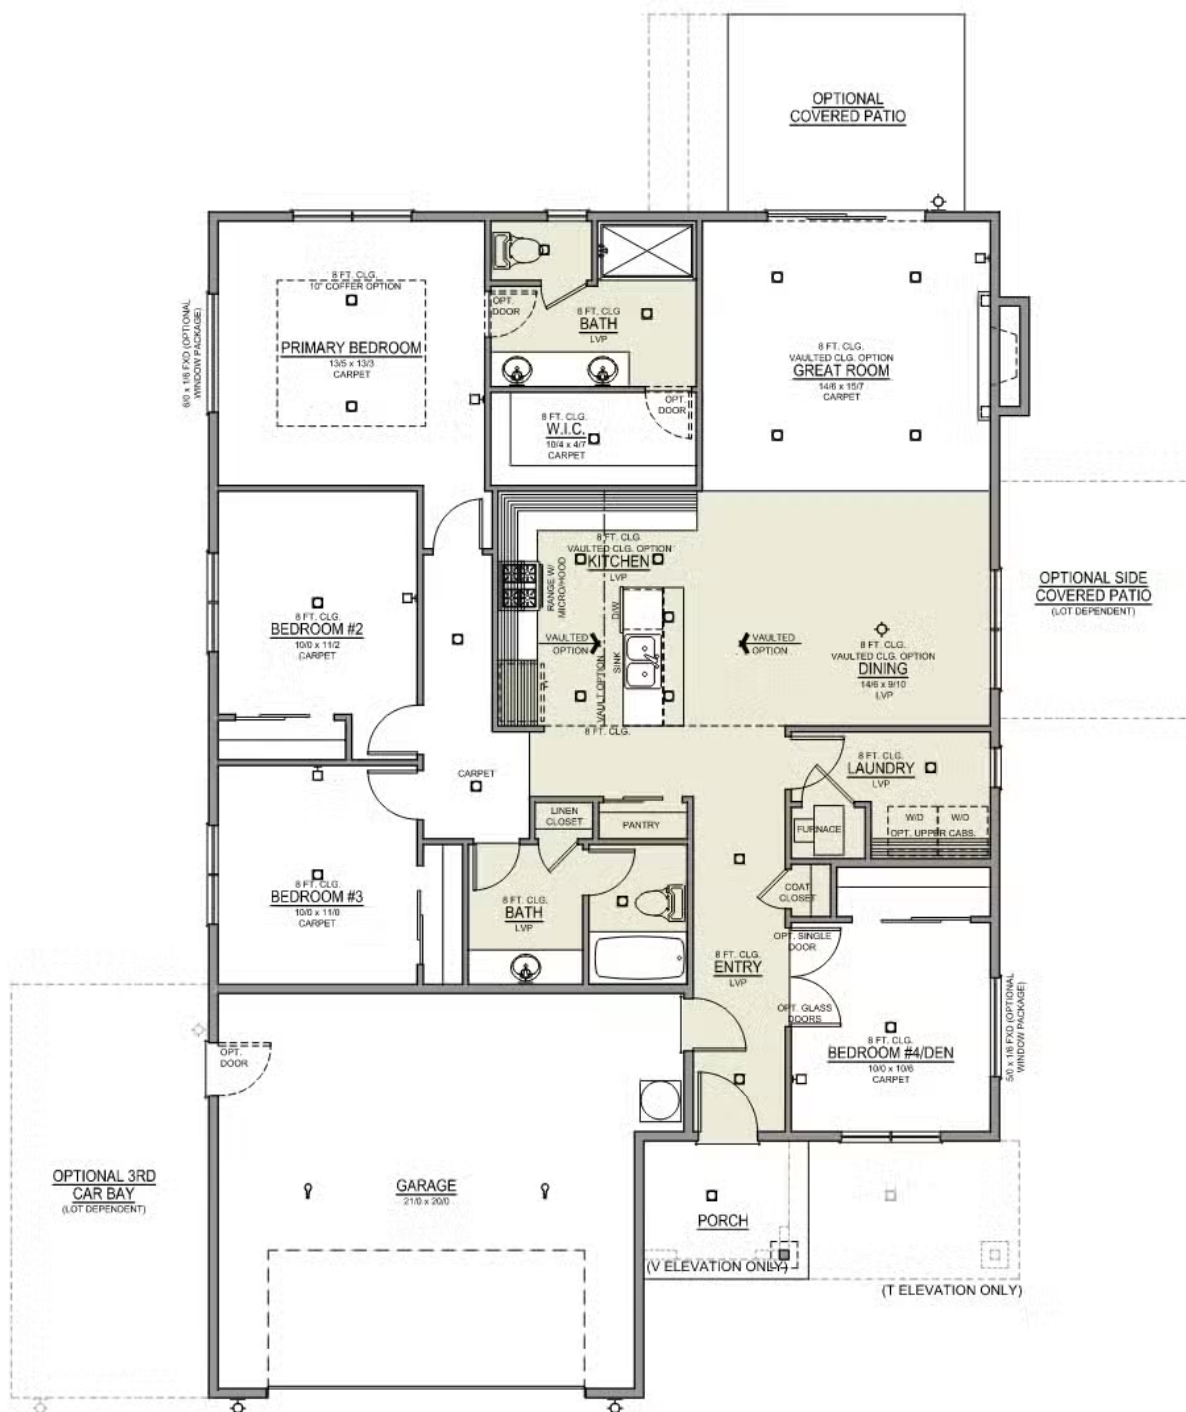 OPTIONAL
COVERED PATIO
8 FT. CLG.
10" COFFER OPTION
PRIMARY BEDROOM
13/5 x 13/3
CARPET
6/0 x 1/6 FXD (OPTIONAL
WINDOW PACKAGE)
OPT.
DOOR
8 FT. CLG
BATH
LVP
8 FT. CLG.
W.I.C.
10/4 x 4/7
CARPET
OPT.
DOOR
8 FT. CLG.
VAULTED CLG. OPTION
GREAT ROOM
14/6 x 15/7
CARPET
8 FT. CLG.
VAULTED CLG. OPTION
KITCHEN
LVP
RANGE W/
MICRO/HOOD
D/W
SINK
VAULTED
OPTION
VAULT OPTION
8 FT. CLG.
VAULTED
OPTION
8 FT. CLG.
VAULTED CLG. OPTION
DINING
14/6 x 9/10
LVP
OPTIONAL SIDE
COVERED PATIO
(LOT DEPENDENT)
8 FT. CLG.
BEDROOM #2
10/0 x 11/2
CARPET
CARPET
8 FT. CLG.
LAUNDRY
LVP
W/D
W/D
OPT. UPPER CABS.
FURNACE
LINEN
CLOSET
PANTRY
8 FT. CLG.
BEDROOM #3
10/0 x 11/0
CARPET
8 FT. CLG.
BATH
LVP
COAT
CLOSET
8 FT. CLG.
ENTRY
LVP
OPT. SINGLE
DOOR
OPT. GLASS
DOORS
8 FT. CLG.
BEDROOM #4/DEN
10/0 x 10/6
CARPET
5/0 x 1/6 FXD (OPTIONAL
WINDOW PACKAGE)
OPT.
DOOR
OPTIONAL 3RD
CAR BAY
(LOT DEPENDENT)
GARAGE
21/0 x 20/0
PORCH
(V ELEVATION ONLY)
(T ELEVATION ONLY)